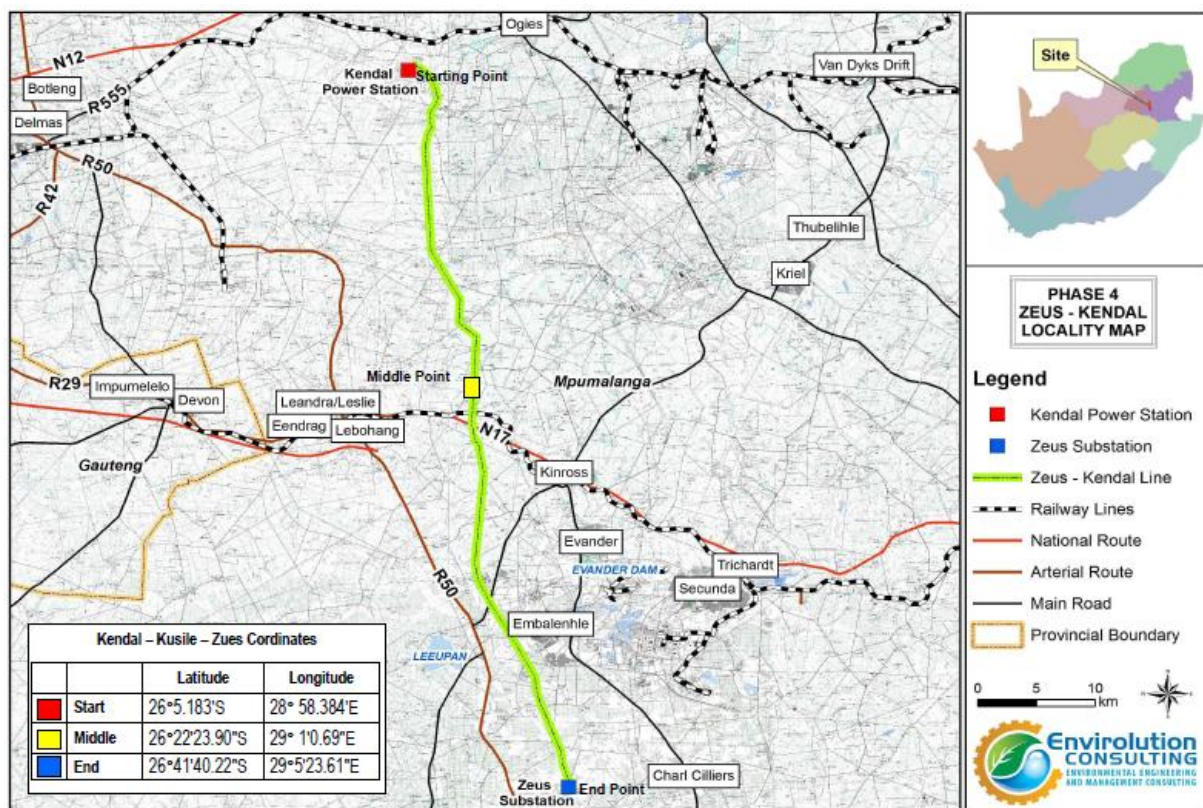 Ogies
N12
Kendal
Power Station
Starting Point
Van Dyks Drift
Botleng
R555
Delmas
R50
R42
Thubelihle
Kriel
Middle Point
Mpumalanga
R29
Impumelelo
Devon
Leandra/Leslie
Eendrag
Lebohang
N17
Gauteng
Kinross
Evander
EVANDER DAM
Trichardt
Secunda
R50
Embalenhle
LEEUPAN
Charl Cilliers
Zeus
Substation
End Point
Kendal – Kusile – Zues Cordinates
Latitude Longitude
Start 26°5.183'S 28° 58.384'E
Middle 26°22'23.90"S 29° 1'0.69"E
End 26°41'40.22"S 29°5'23.61"E
Site
PHASE 4
ZEUS - KENDAL
LOCALITY MAP
Legend
Kendal Power Station
Zeus Substation
Zeus - Kendal Line
Railway Lines
National Route
Arterial Route
Main Road
Provincial Boundary
0 5 10
km
Envirolution
CONSULTING
ENVIRONMENTAL ENGINEERING
AND MANAGEMENT CONSULTING